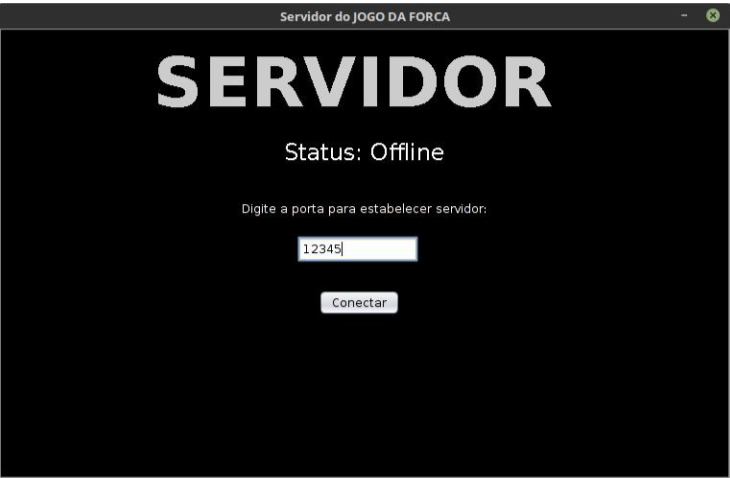 Servidor do JOGO DA FORCA
SERVIDOR
Status: Offline
Digite a porta para estabelecer servidor:
12345
Conectar